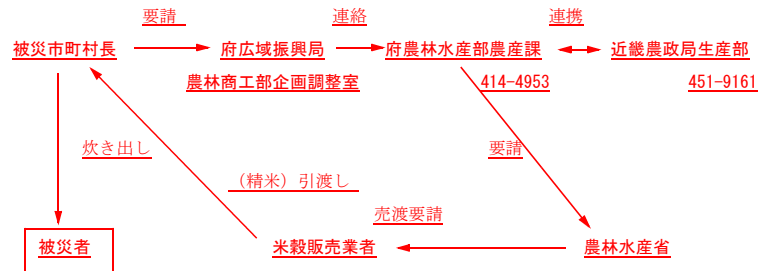 要請
連絡
連携
被災市町村長
府広域振興局
府農林水産部農産課
近畿農政局生産部
農林商工部企画調整室
414-4953
451-9161
炊き出し
要請
（精米）引渡し
売渡要請
被災者
米穀販売業者
農林水産省